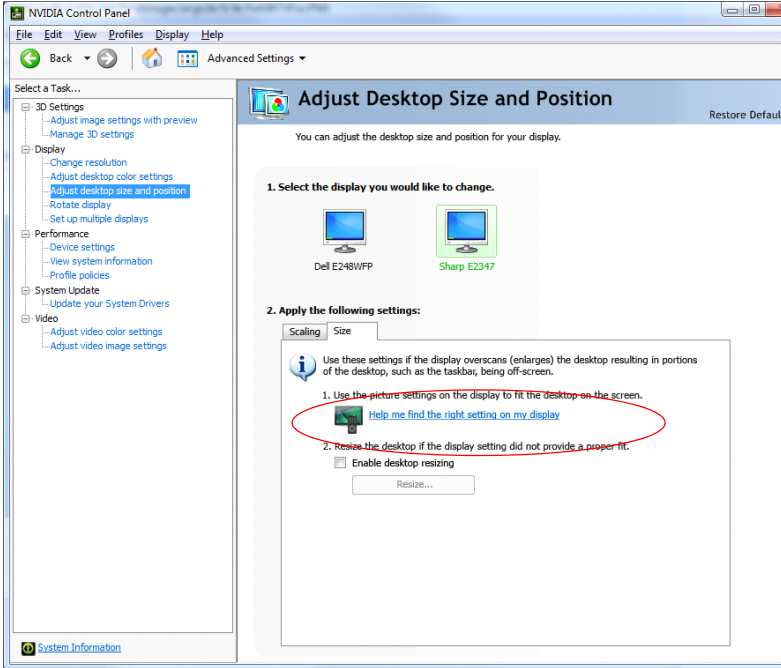 NVIDIA Control Panel
File Edit View Profiles Display Help
Back Advanced Settings
Select a Task...
3D Settings
Adjust image settings with preview
Manage 3D settings
Display
Change resolution
Adjust desktop color settings
Adjust desktop size and position
Rotate display
Set up multiple displays
Performance
Device settings
View system information
Profile policies
System Update
Update your System Drivers
Video
Adjust video color settings
Adjust video image settings
System Information
Adjust Desktop Size and Position
Restore Defaul
You can adjust the desktop size and position for your display.
1. Select the display you would like to change.
Dell E248WFP Sharp E2347
2. Apply the following settings:
Scaling Size
Use these settings if the display overscans (enlarges) the desktop resulting in portions
of the desktop, such as the taskbar, being off-screen.
1. Use the picture settings on the display to fit the desktop on the screen.
Help me find the right setting on my display
2. Resize the desktop if the display setting did not provide a proper fit.
Enable desktop resizing
Resize...